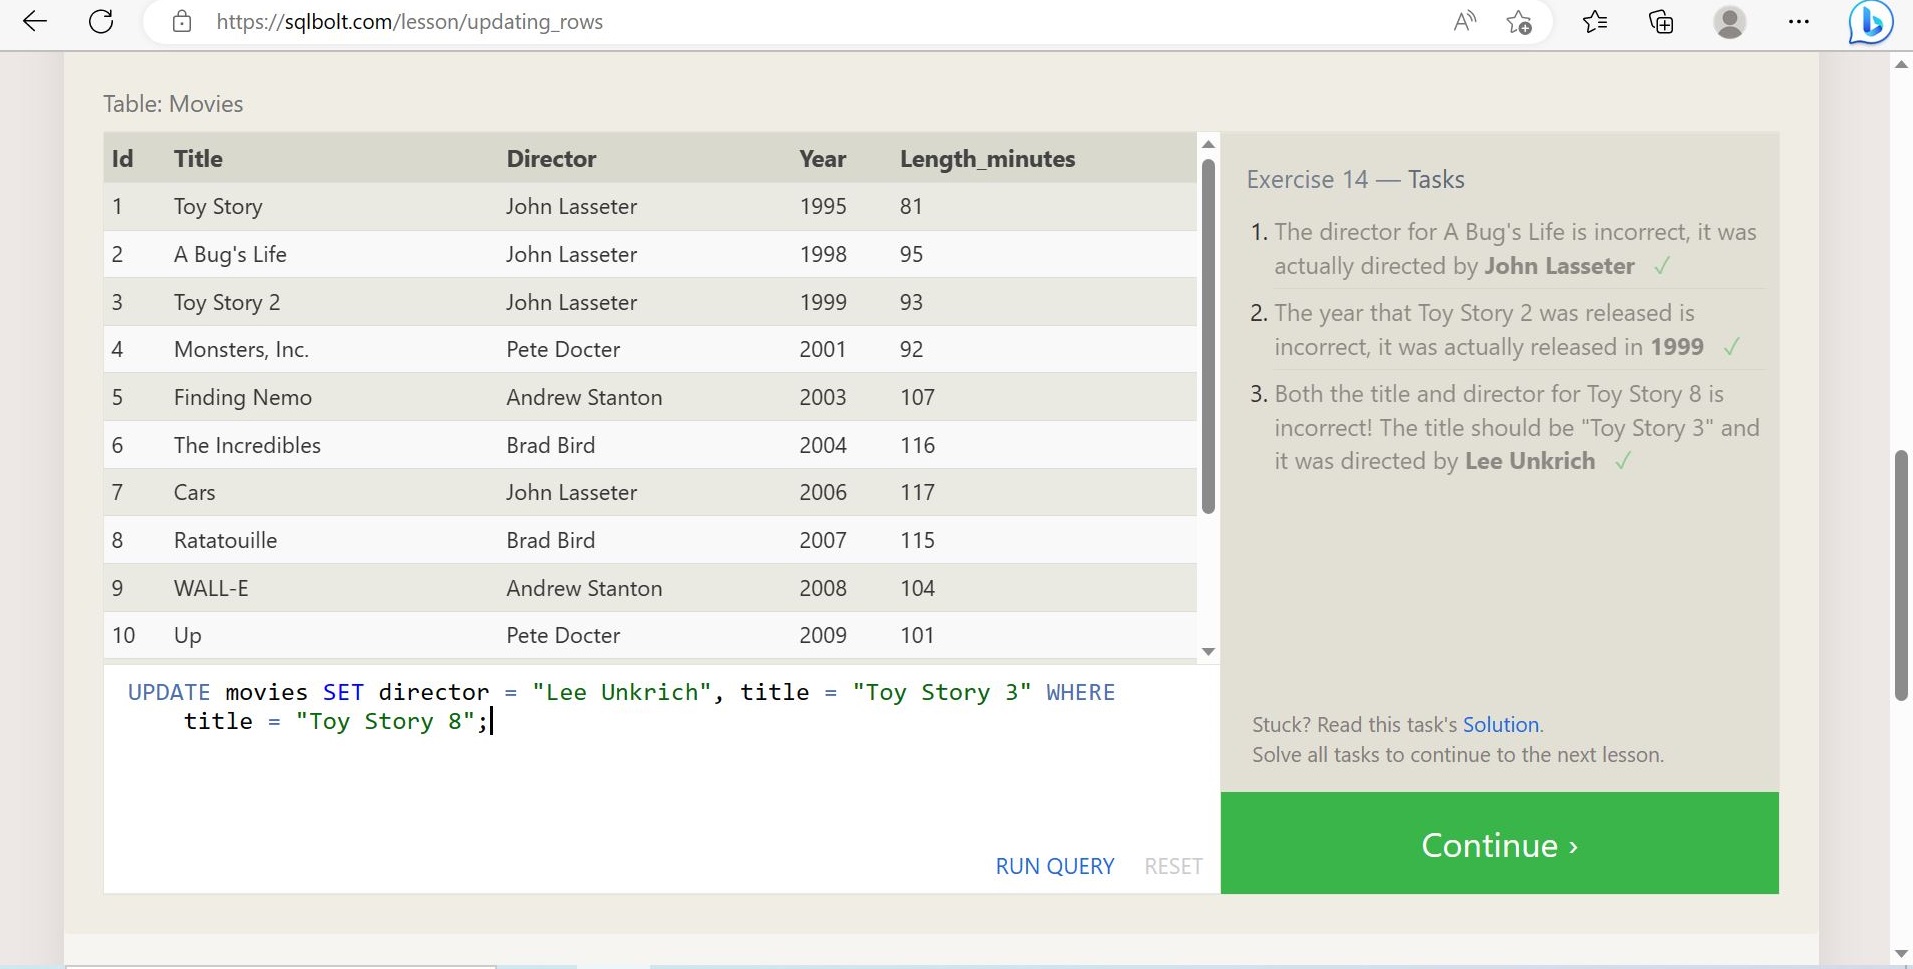 https://sqlbolt.com/lesson/updating_rows
Table: Movies
Id Title Director Year Length_minutes
1 Toy Story John Lasseter 1995 81
2 A Bug's Life John Lasseter 1998 95
3 Toy Story 2 John Lasseter 1999 93
4 Monsters, Inc. Pete Docter 2001 92
5 Finding Nemo Andrew Stanton 2003 107
6 The Incredibles Brad Bird 2004 116
7 Cars John Lasseter 2006 117
8 Ratatouille Brad Bird 2007 115
9 WALL-E Andrew Stanton 2008 104
10 Up Pete Docter 2009 101
UPDATE movies SET director = "Lee Unkrich", title = "Toy Story 3" WHERE
title = "Toy Story 8";
RUN QUERY RESET
Exercise 14 — Tasks
1. The director for A Bug's Life is incorrect, it was
actually directed by John Lasseter ✓
2. The year that Toy Story 2 was released is
incorrect, it was actually released in 1999 ✓
3. Both the title and director for Toy Story 8 is
incorrect! The title should be "Toy Story 3" and
it was directed by Lee Unkrich ✓
Stuck? Read this task's Solution.
Solve all tasks to continue to the next lesson.
Continue ›